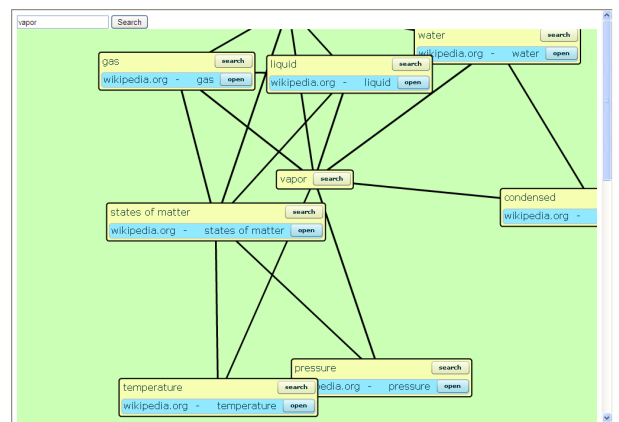 vapor Search
water search
wikipedia.org - water open
gas search
wikipedia.org - gas open
liquid search
wikipedia.org - liquid open
vapor search
condensed
wikipedia.org -
states of matter search
wikipedia.org - states of matter open
pressure search
pedia.org - pressure open
temperature search
wikipedia.org - temperature open